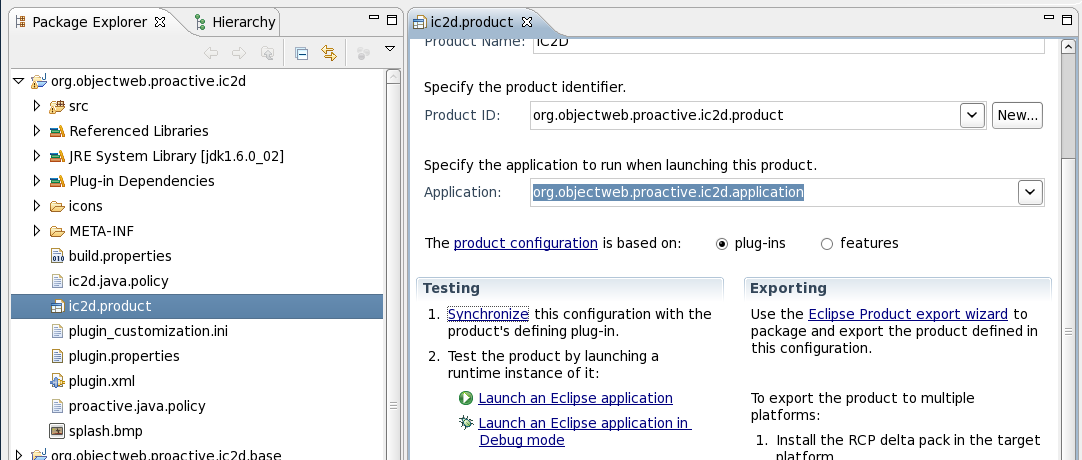 Package Explorer
Hierarchy
org.objectweb.proactive.ic2d
src
Referenced Libraries
JRE System Library [jdk1.6.0_02]
Plug-in Dependencies
icons
META-INF
build.properties
ic2d.java.policy
ic2d.product
plugin_customization.ini
plugin.properties
plugin.xml
proactive.java.policy
splash.bmp
org.objectweb.proactive.ic2d.base
ic2d.product
Product Name: IC2D
Specify the product identifier.
Product ID: org.objectweb.proactive.ic2d.product New...
Specify the application to run when launching this product.
Application: org.objectweb.proactive.ic2d.application
The product configuration is based on: plug-ins features
Testing
1. Synchronize this configuration with the
product's defining plug-in.
2. Test the product by launching a
runtime instance of it:
Launch an Eclipse application
Launch an Eclipse application in
Debug mode
Exporting
Use the Eclipse Product export wizard to
package and export the product defined in
this configuration.
To export the product to multiple
platforms:
1. Install the RCP delta pack in the target
platform.